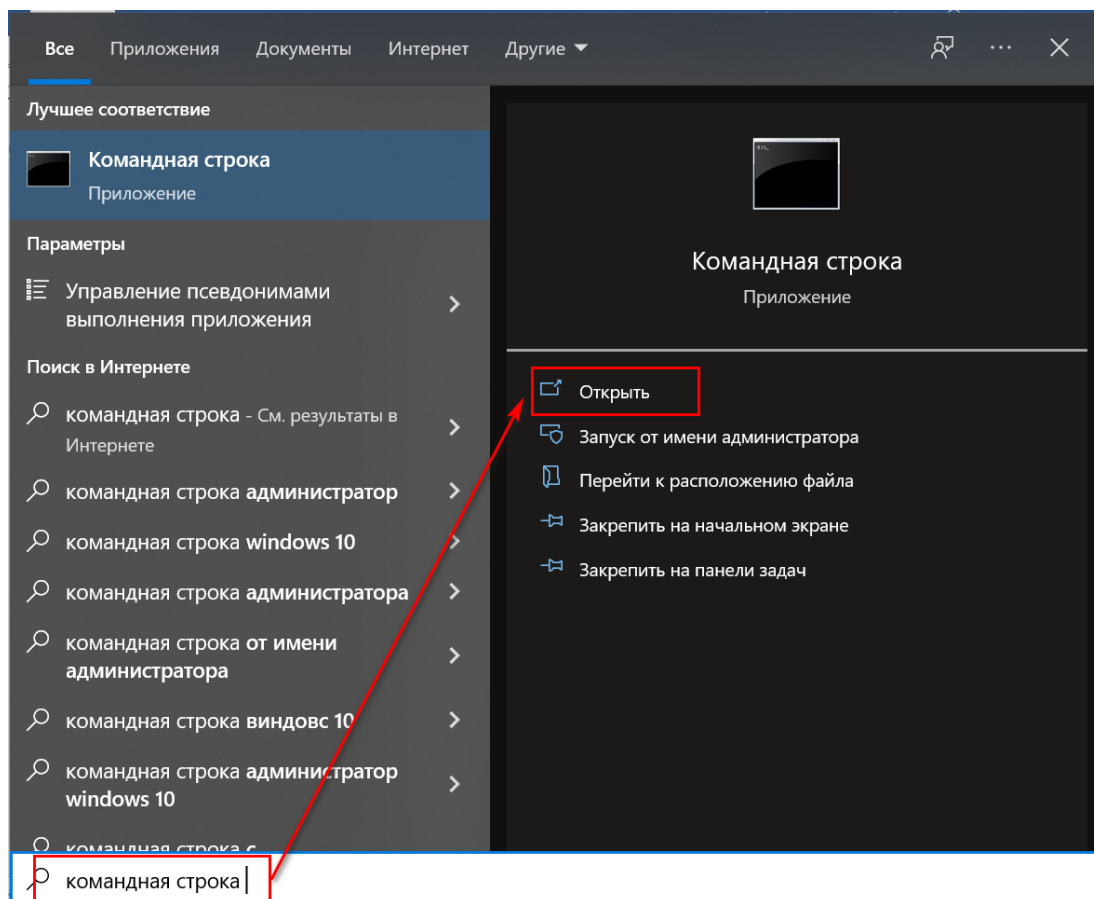 Все Приложения Документы Интернет Другие
Лучшее соответствие
Командная строка
Приложение
Параметры
Управление псевдонимами
выполнения приложения
Поиск в Интернете
командная строка - См. результаты в
Интернете
командная строка администратор
командная строка windows 10
командная строка администратора
командная строка от имени
администратора
командная строка виндовс 10
командная строка администратор
windows 10
командная строка с
командная строка
Командная строка
Приложение
Открыть
Запуск от имени администратора
Перейти к расположению файла
Закрепить на начальном экране
Закрепить на панели задач